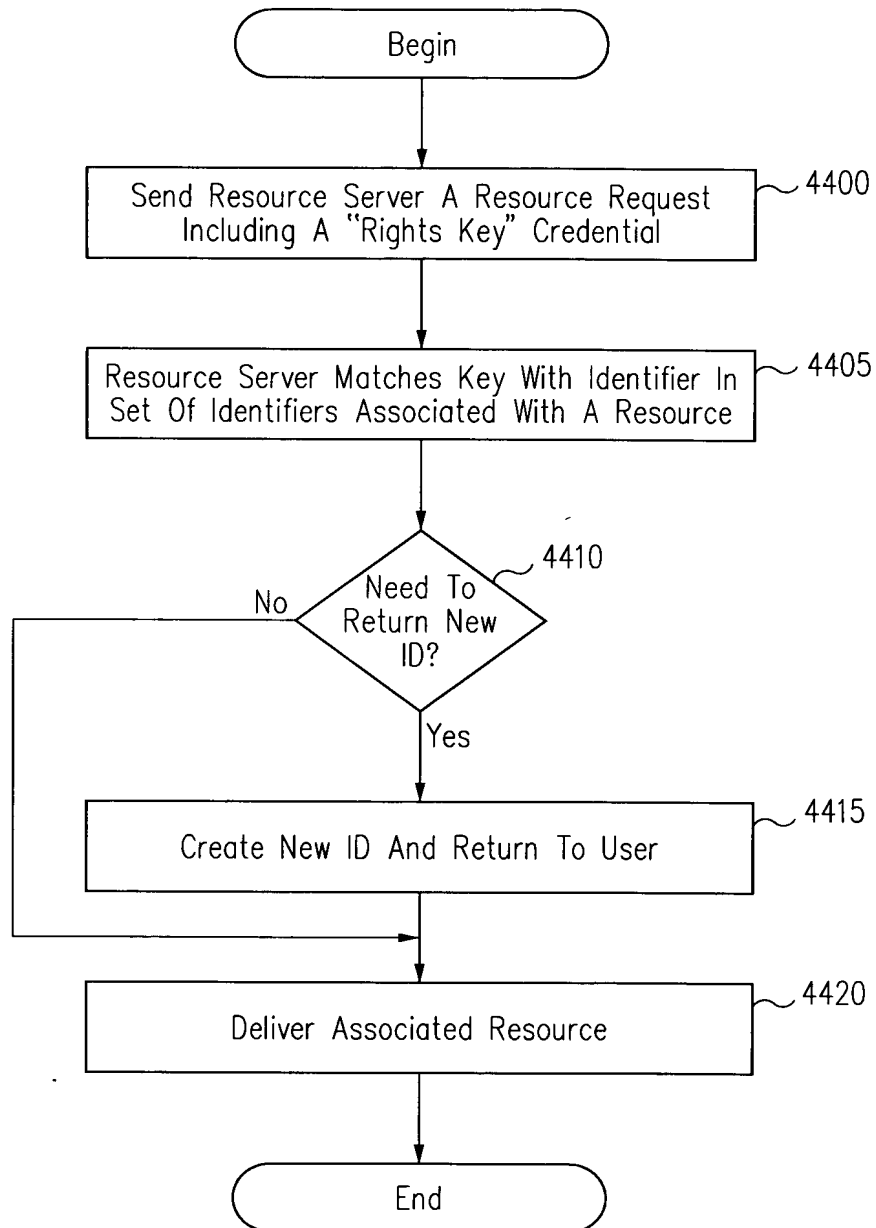 Begin
Send Resource Server A Resource Request
Including A "Rights Key" Credential
4400
Resource Server Matches Key With Identifier In
Set Of Identifiers Associated With A Resource
4405
Need To
Return New
ID?
4410
No
Yes
Create New ID And Return To User
4415
Deliver Associated Resource
4420
End